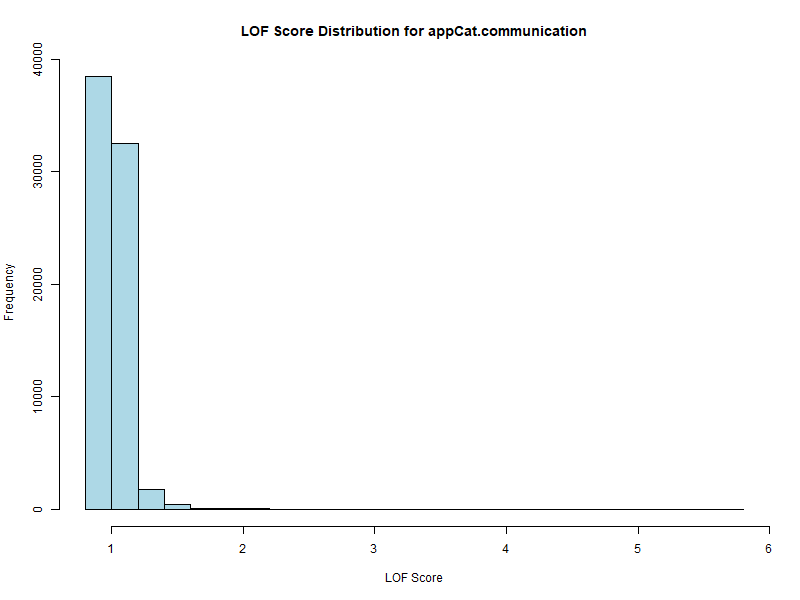 LOF Score Distribution for appCat.communication
Frequency
40000
30000
20000
10000
0
1 2 3 4 5 6
LOF Score